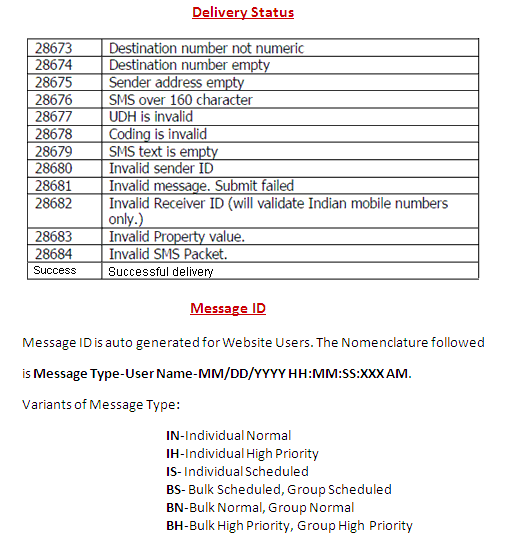 Delivery Status
28673 Destination number not numeric
28674 Destination number empty
28675 Sender address empty
28676 SMS over 160 character
28677 UDH is invalid
28678 Coding is invalid
28679 SMS text is empty
28680 Invalid sender ID
28681 Invalid message. Submit failed
28682 Invalid Receiver ID (will validate Indian mobile numbers
only.)
28683 Invalid Property value.
28684 Invalid SMS Packet.
Success Successful delivery
Message ID
Message ID is auto generated for Website Users. The Nomenclature followed
is Message Type-User Name-MM/DD/YYYY HH:MM:SS:XXX AM.
Variants of Message Type:
IN-Individual Normal
IH-Individual High Priority
IS- Individual Scheduled
BS- Bulk Scheduled, Group Scheduled
BN-Bulk Normal, Group Normal
BH-Bulk High Priority, Group High Priority